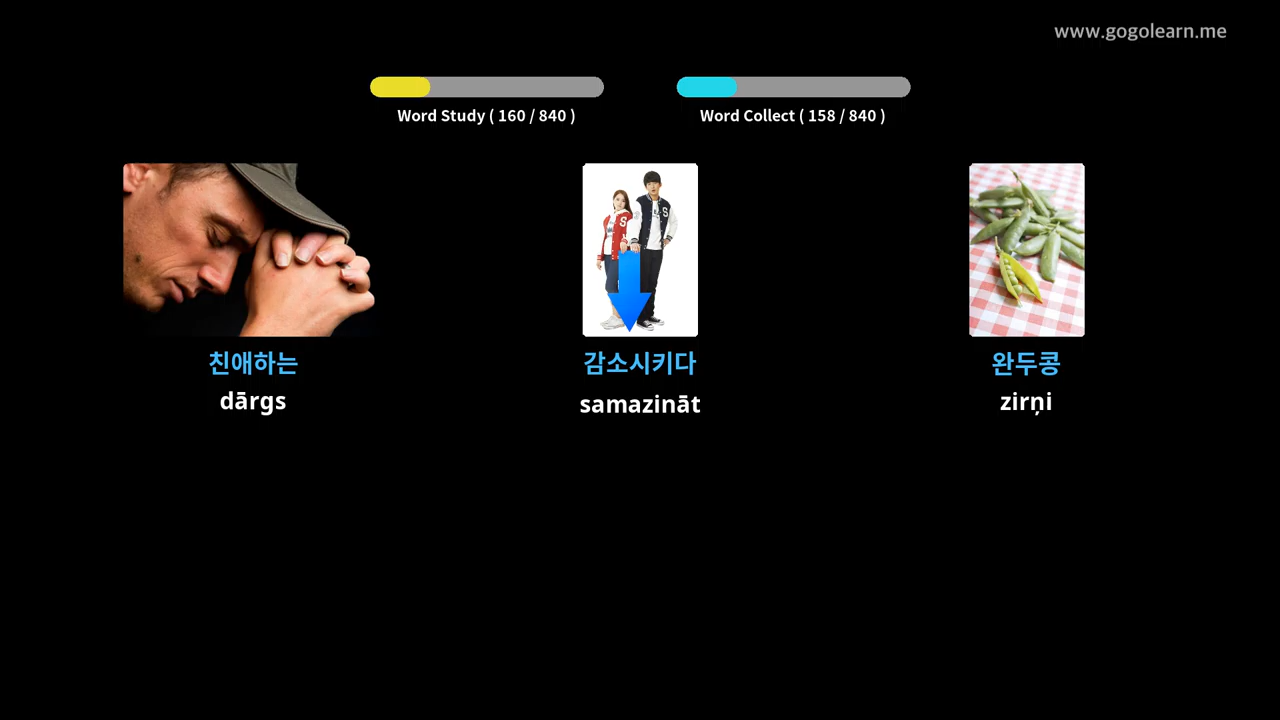 www.gogolearn.me
Word Study ( 160 / 840 )
Word Collect ( 158 / 840 )
친애하는
dārgs
감소시키다
samazināt
완두콩
zirņi